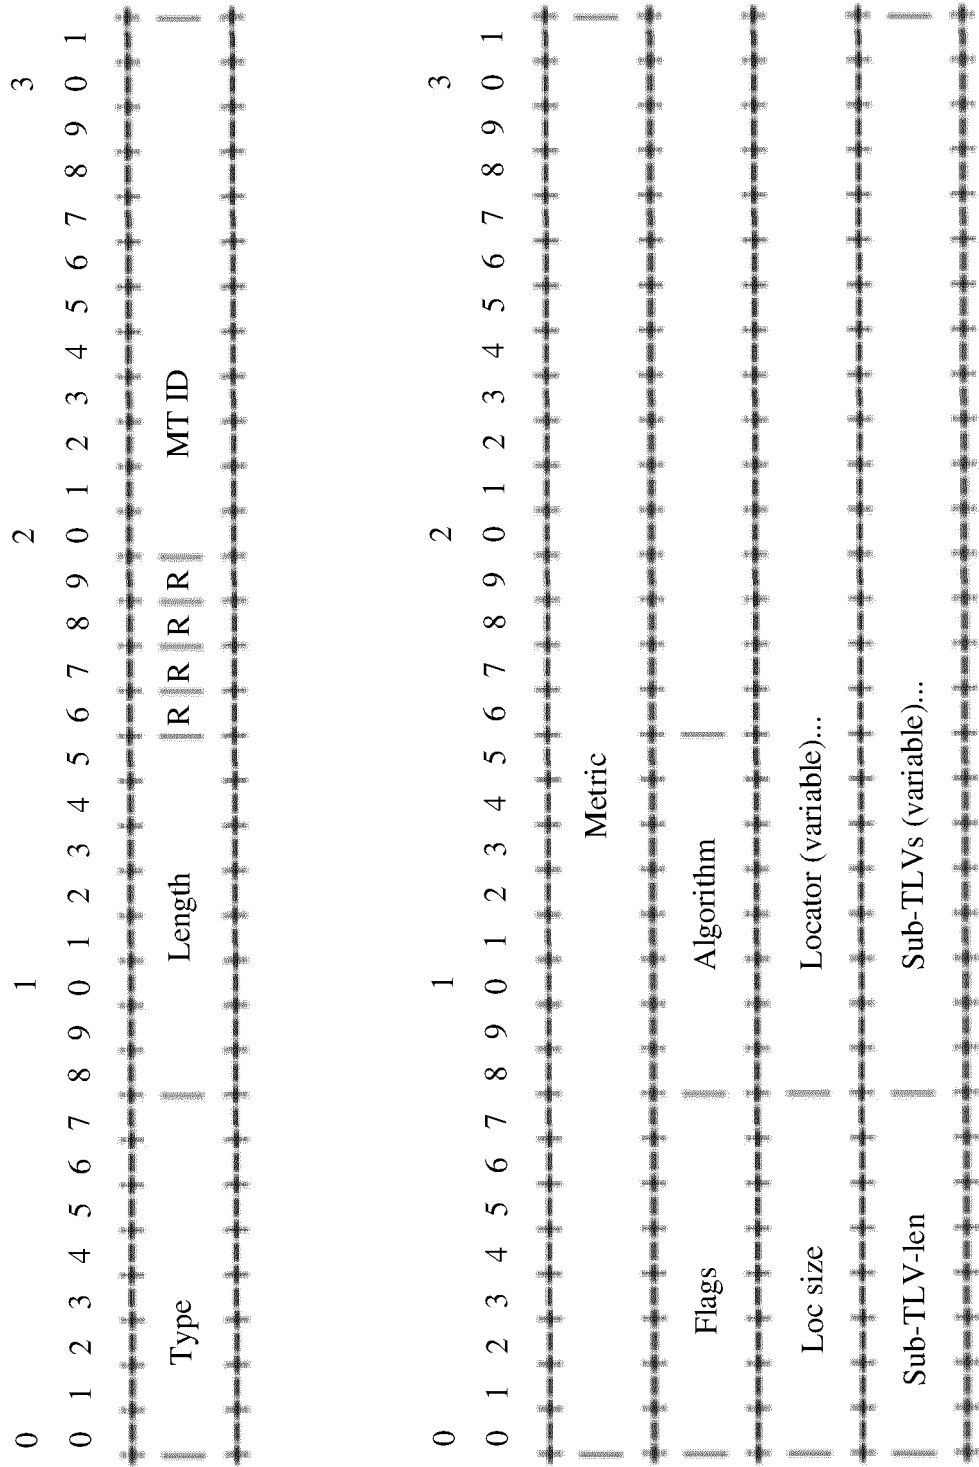 0 1 2 3
0 1 2 3 4 5 6 7 8 9 0 1 2 3 4 5 6 7 8 9 0 1 2 3 4 5 6 7 8 9 0 1
+-+-+-+-+-+-+-+-+-+-+-+-+-+-+-+-+-+-+-+-+-+-+-+-+-+-+-+-+-+-+-+-+
| Type | Length |R|R|R|R| MT ID |
+-+-+-+-+-+-+-+-+-+-+-+-+-+-+-+-+-+-+-+-+-+-+-+-+-+-+-+-+-+-+-+-+
0 1 2 3
0 1 2 3 4 5 6 7 8 9 0 1 2 3 4 5 6 7 8 9 0 1 2 3 4 5 6 7 8 9 0 1
+-+-+-+-+-+-+-+-+-+-+-+-+-+-+-+-+-+-+-+-+-+-+-+-+-+-+-+-+-+-+-+-+
| Metric |
+-+-+-+-+-+-+-+-+-+-+-+-+-+-+-+-+-+-+-+-+-+-+-+-+-+-+-+-+-+-+-+-+
| Flags | Algorithm |
+-+-+-+-+-+-+-+-+-+-+-+-+-+-+-+-+-+-+-+-+-+-+-+-+-+-+-+-+-+-+-+-+
| Loc size | Locator (variable)...
+-+-+-+-+-+-+-+-+-+-+-+-+-+-+-+-+-+-+-+-+-+-+-+-+-+-+-+-+-+-+-+-+
| Sub-TLV-len | Sub-TLVs (variable)... |
+-+-+-+-+-+-+-+-+-+-+-+-+-+-+-+-+-+-+-+-+-+-+-+-+-+-+-+-+-+-+-+-+